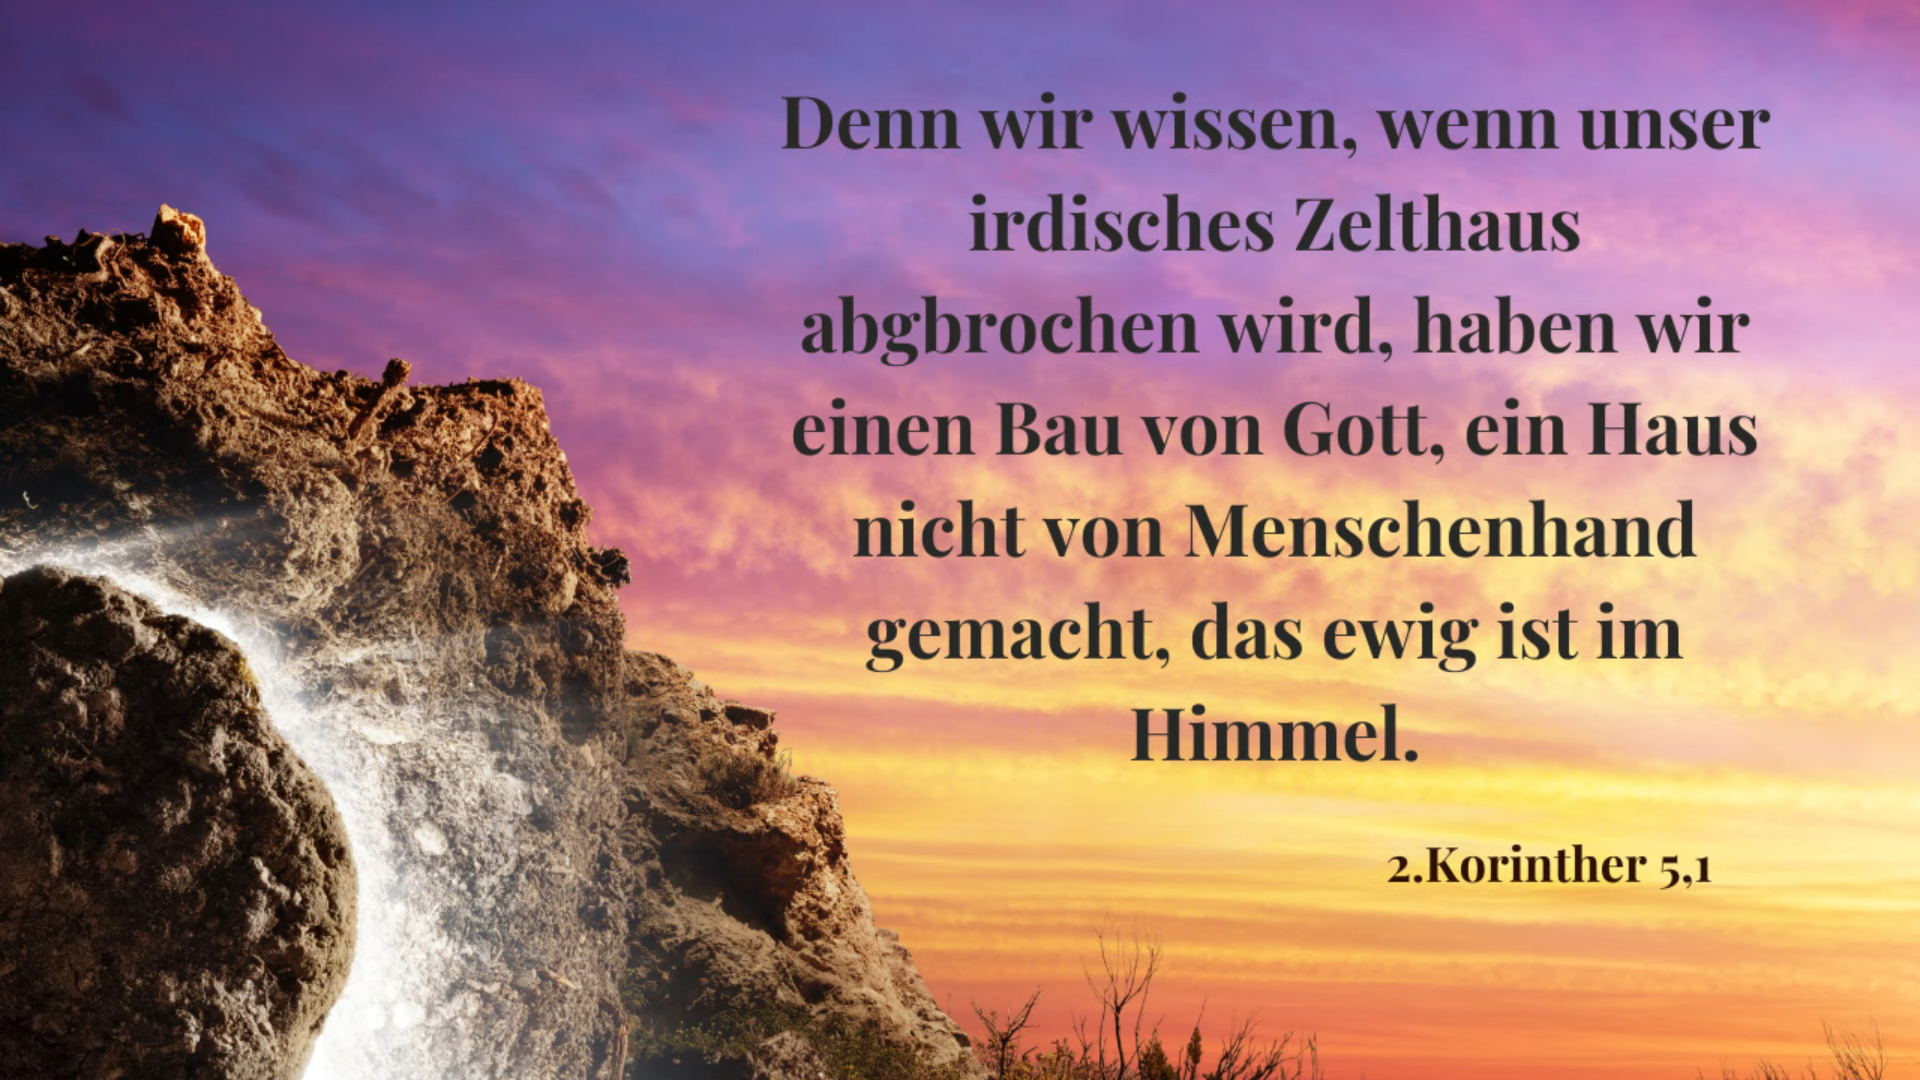 Denn wir wissen, wenn unser
irdisches Zelthaus
abgbrochen wird, haben wir
einen Bau von Gott, ein Haus
nicht von Menschenhand
gemacht, das ewig ist im
Himmel.
2.Korinther 5,1